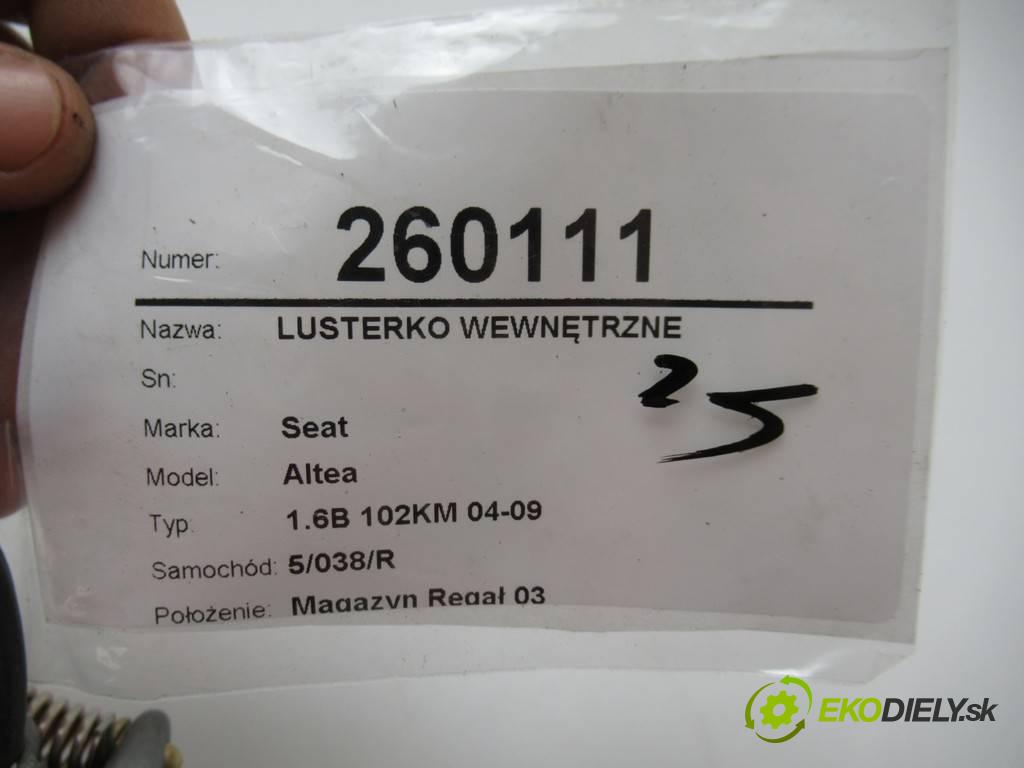 Numer: 260111
Nazwa: LUSTERKO WEWNĘTRZNE
Sn:
25
Marka: Seat
Model: Altea
Typ: 1.6B 102KM 04-09
Samochód: 5/038/R
Położenie: Magazyn Regał 03
EKODIELY.sk